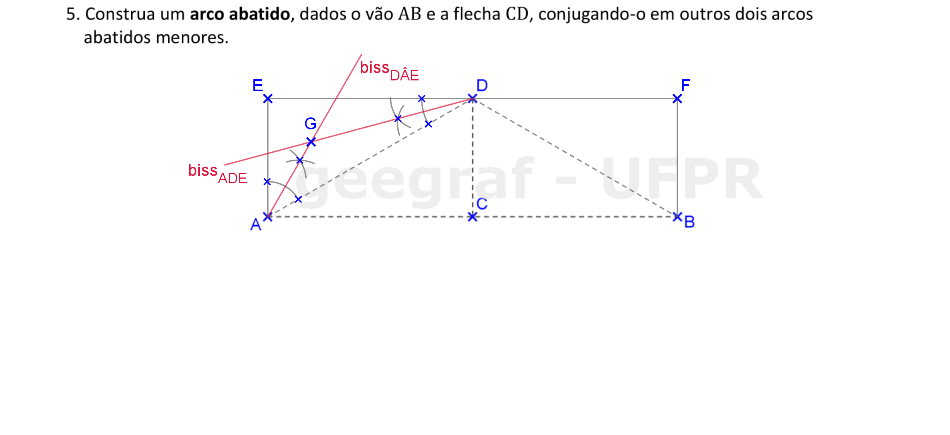 5. Construa um arco abatido, dados o vão AB e a flecha CD, conjugando-o em outros dois arcos
abatidos menores.
biss DÂE
E D F
G
geegraf - UFPR
biss ADE
C
A B